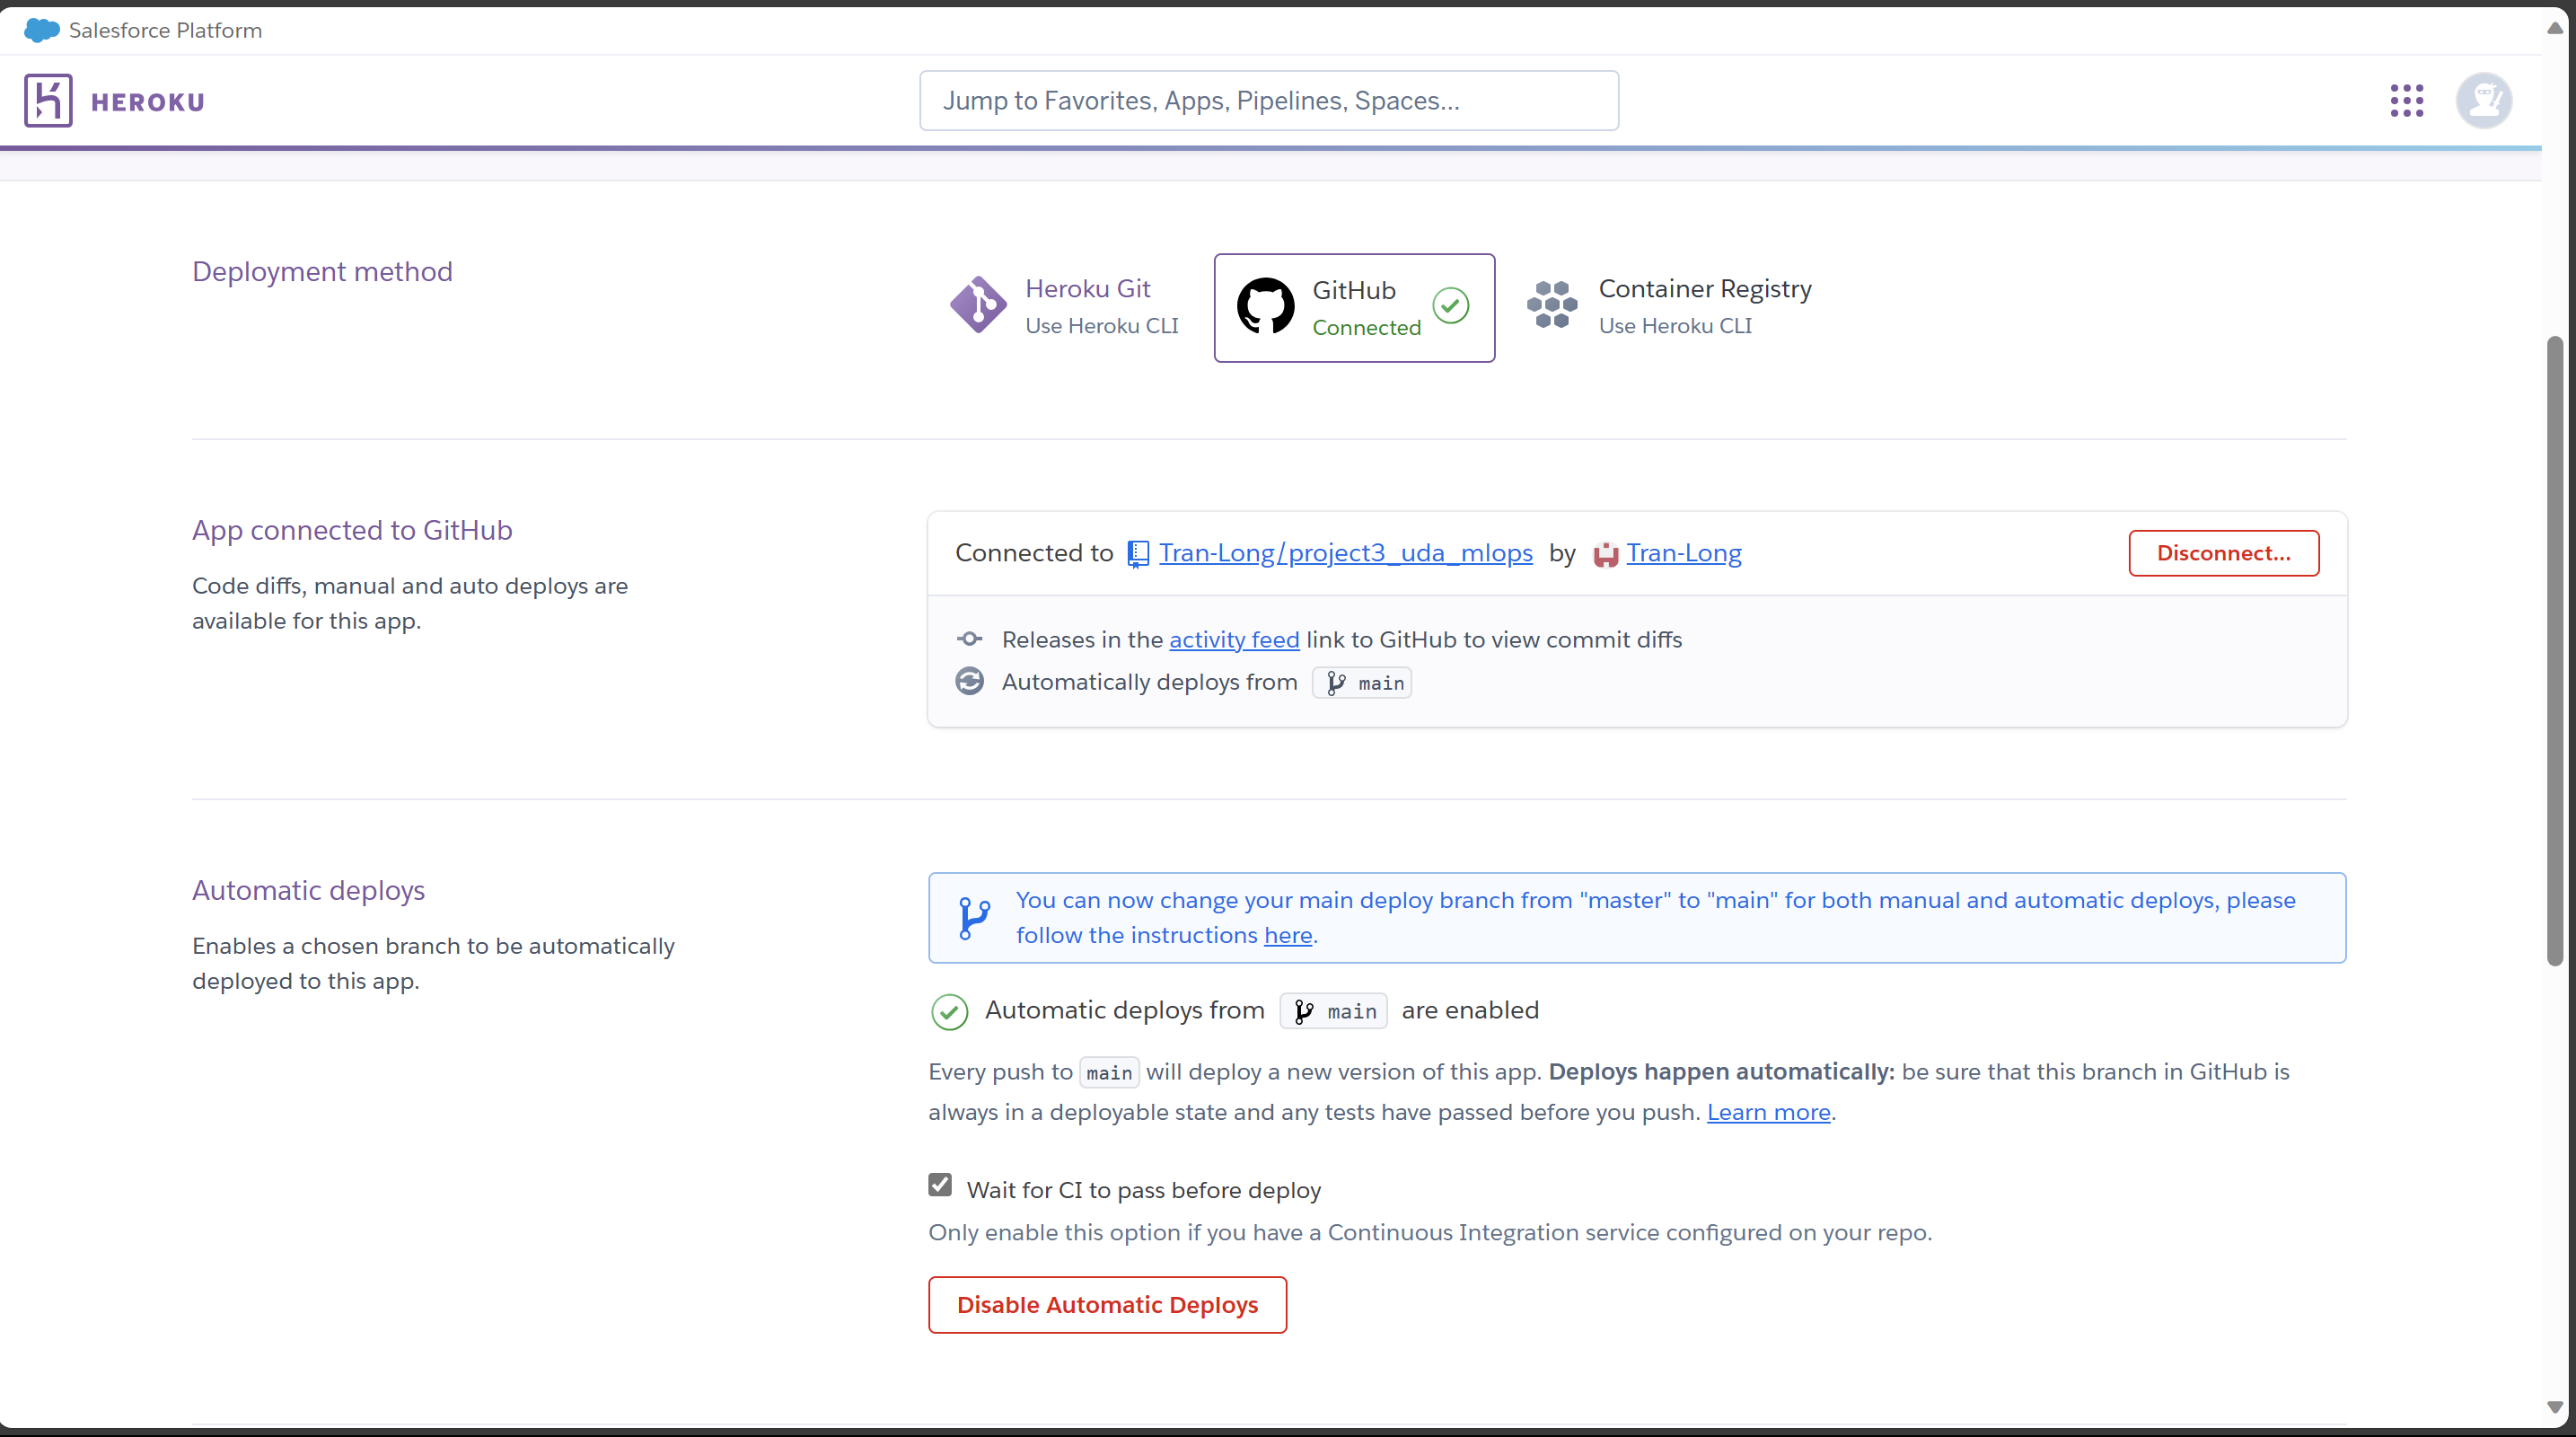 Salesforce Platform
HEROKU
Jump to Favorites, Apps, Pipelines, Spaces...
Deployment method
Heroku Git
Use Heroku CLI
GitHub
Connected
Container Registry
Use Heroku CLI
App connected to GitHub
Code diffs, manual and auto deploys are
available for this app.
Connected to Tran-Long/project3_uda_mlops by Tran-Long
Disconnect...
Releases in the activity feed link to GitHub to view commit diffs
Automatically deploys from main
Automatic deploys
Enables a chosen branch to be automatically
deployed to this app.
You can now change your main deploy branch from "master" to "main" for both manual and automatic deploys, please
follow the instructions here.
Automatic deploys from main are enabled
Every push to main will deploy a new version of this app. Deploys happen automatically: be sure that this branch in GitHub is
always in a deployable state and any tests have passed before you push. Learn more.
Wait for CI to pass before deploy
Only enable this option if you have a Continuous Integration service configured on your repo.
Disable Automatic Deploys